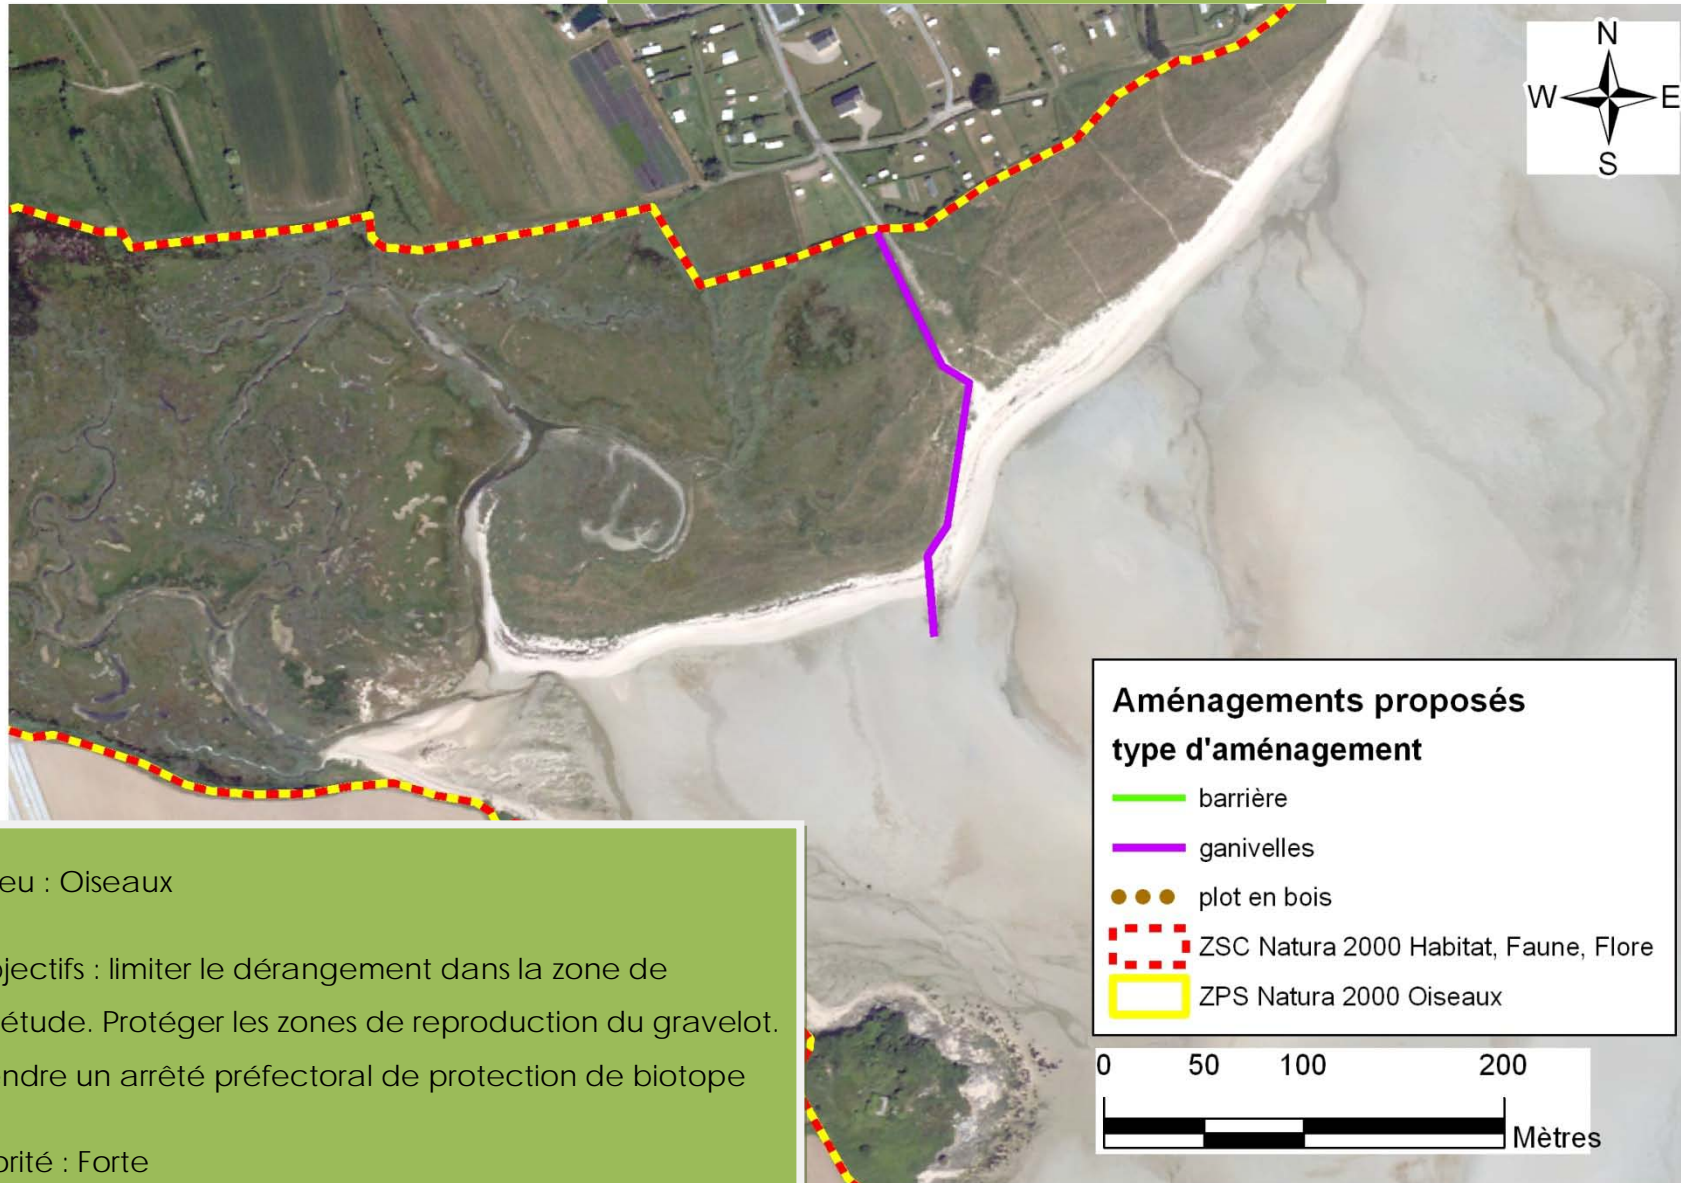 N
W E
S
Aménagements proposés
type d'aménagement
barrière
ganivelles
plot en bois
ZSC Natura 2000 Habitat, Faune, Flore
ZPS Natura 2000 Oiseaux
0 50 100 200
Mètres
eu : Oiseaux
jectifs : limiter le dérangement dans la zone de
étude. Protéger les zones de reproduction du gravelot.
ndre un arrêté préfectoral de protection de biotope
orité : Forte